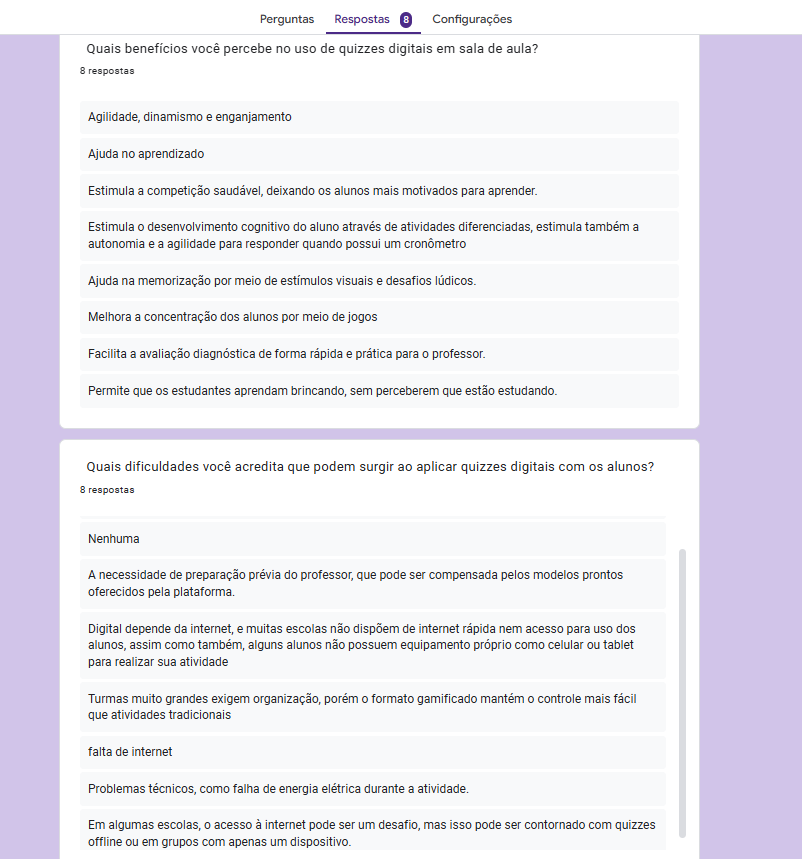 Perguntas Respostas 8 Configurações
Quais benefícios você percebe no uso de quizzes digitais em sala de aula?
8 respostas
Agilidade, dinamismo e enganjamento
Ajuda no aprendizado
Estimula a competição saudável, deixando os alunos mais motivados para aprender.
Estimula o desenvolvimento cognitivo do aluno através de atividades diferenciadas, estimula também a
autonomia e a agilidade para responder quando possui um cronômetro
Ajuda na memorização por meio de estímulos visuais e desafios lúdicos.
Melhora a concentração dos alunos por meio de jogos
Facilita a avaliação diagnóstica de forma rápida e prática para o professor.
Permite que os estudantes aprendam brincando, sem perceberem que estão estudando.
Quais dificuldades você acredita que podem surgir ao aplicar quizzes digitais com os alunos?
8 respostas
Nenhuma
A necessidade de preparação prévia do professor, que pode ser compensada pelos modelos prontos
oferecidos pela plataforma.
Digital depende da internet, e muitas escolas não dispõem de internet rápida nem acesso para uso dos
alunos, assim como também, alguns alunos não possuem equipamento próprio como celular ou tablet
para realizar sua atividade
Turmas muito grandes exigem organização, porém o formato gamificado mantém o controle mais fácil
que atividades tradicionais
falta de internet
Problemas técnicos, como falha de energia elétrica durante a atividade.
Em algumas escolas, o acesso à internet pode ser um desafio, mas isso pode ser contornado com quizzes
offline ou em grupos com apenas um dispositivo.